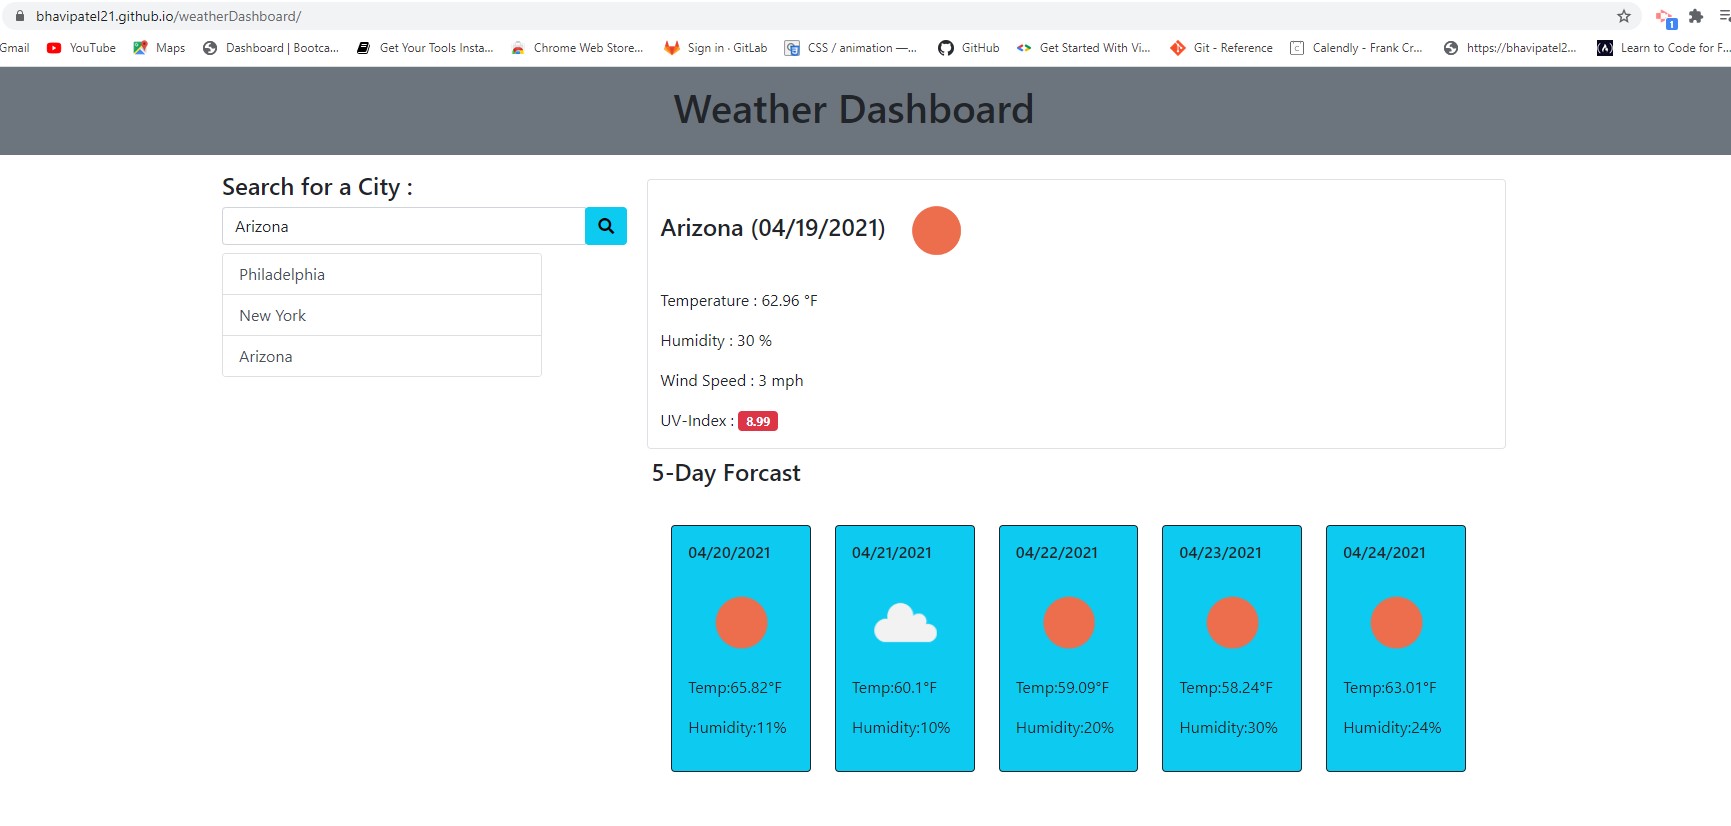 bhavipatel21.github.io/weatherDashboard/
1
Gmail YouTube Maps Dashboard | Bootca... Get Your Tools Insta... Chrome Web Store... Sign in · GitLab CSS / animation —... GitHub Get Started With Vi... Git - Reference Calendly - Frank Cr... https://bhavipatel2... Learn to Code for F...
Weather Dashboard
Search for a City :
Arizona
Philadelphia
New York
Arizona
Arizona (04/19/2021)
Temperature : 62.96 °F
Humidity : 30 %
Wind Speed : 3 mph
UV-Index : 8.99
5-Day Forcast
04/20/2021 04/21/2021 04/22/2021 04/23/2021 04/24/2021
Temp:65.82°F Temp:60.1°F Temp:59.09°F Temp:58.24°F Temp:63.01°F
Humidity:11% Humidity:10% Humidity:20% Humidity:30% Humidity:24%